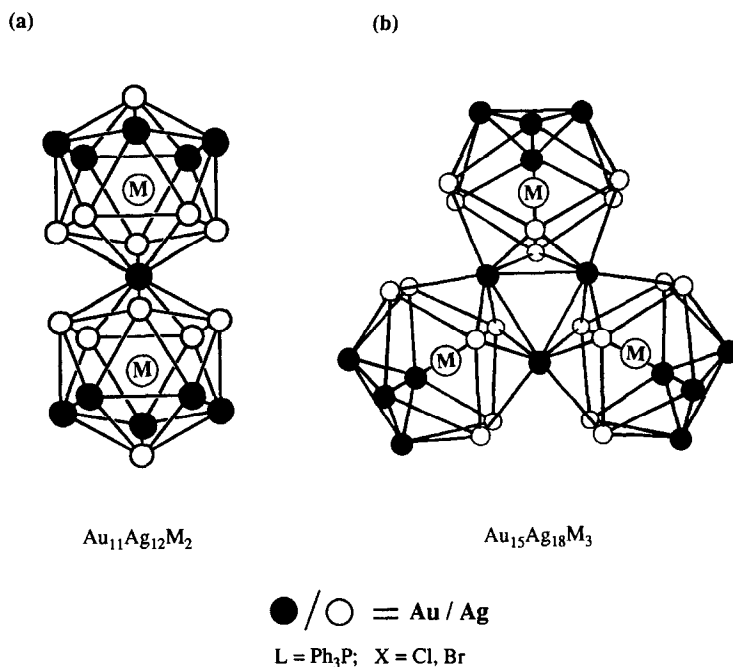 (a)
(b)
M
M
M
M
M
Au₁₁Ag₁₂M₂
Au₁₅Ag₁₈M₃
/ = Au / Ag
L = Ph₃P; X = Cl, Br